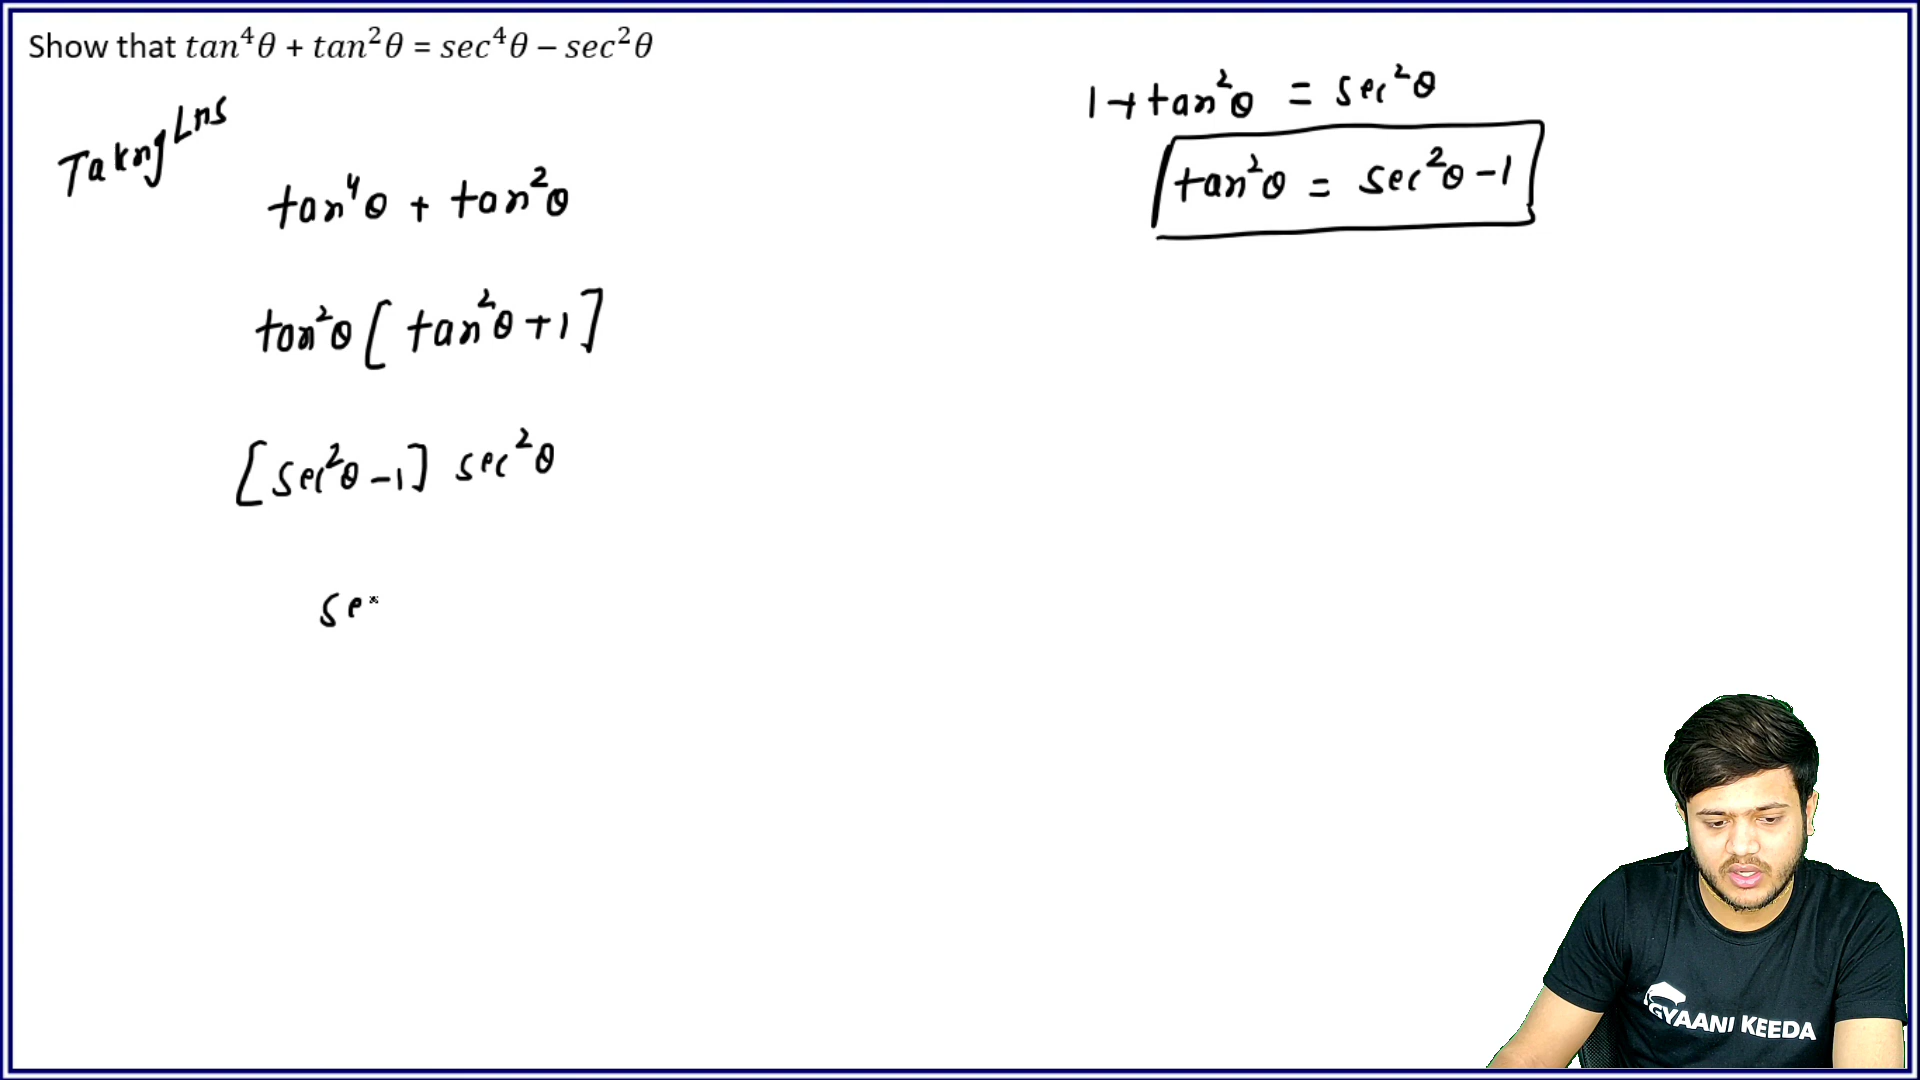 Show that tan⁴θ + tan²θ = sec⁴θ – sec²θ
Takng LHS
tan⁴θ + tan²θ
tan²θ [ tan²θ + 1 ]
[ sec²θ - 1 ] sec²θ
se
1 + tan²θ = sec²θ
tan²θ = sec²θ - 1
GYAANI KEEDA